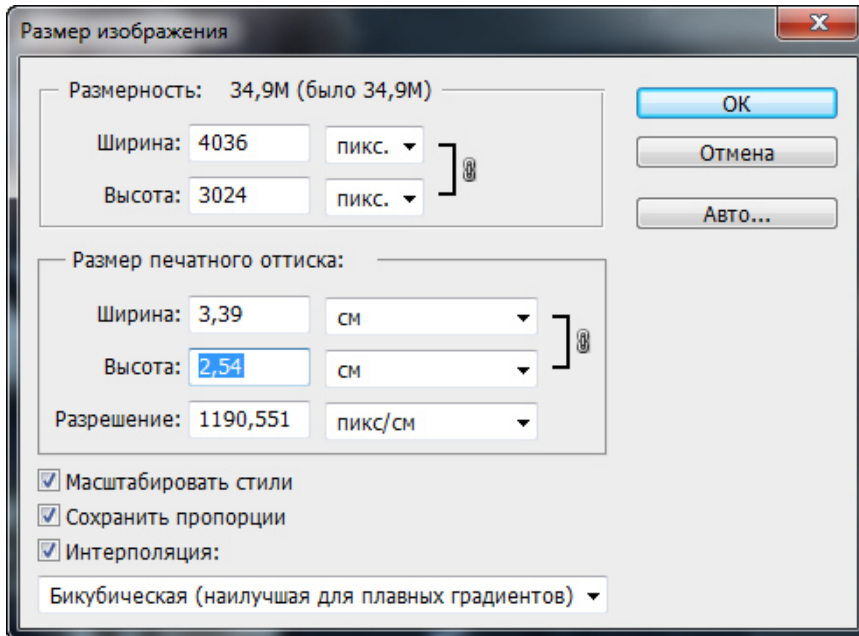 Размер изображения
Размерность: 34,9М (было 34,9М)
Ширина: 4036 пикс.
Высота: 3024 пикс.
OK
Отмена
Авто...
Размер печатного оттиска:
Ширина: 3,39 см
Высота: 2,54 см
Разрешение: 1190,551 пикс/см
Масштабировать стили
Сохранить пропорции
Интерполяция:
Бикубическая (наилучшая для плавных градиентов)